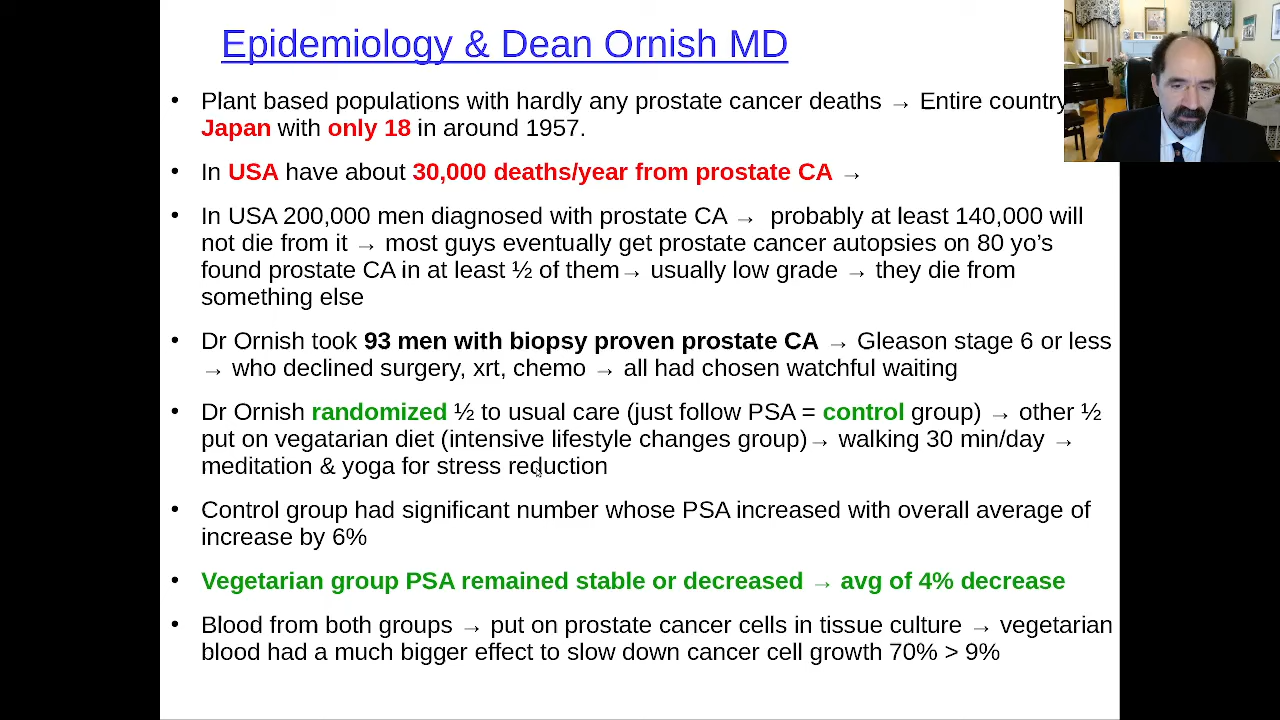 Epidemiology & Dean Ornish MD
• Plant based populations with hardly any prostate cancer deaths → Entire country
Japan with only 18 in around 1957.
• In USA have about 30,000 deaths/year from prostate CA →
• In USA 200,000 men diagnosed with prostate CA → probably at least 140,000 will
not die from it → most guys eventually get prostate cancer autopsies on 80 yo's
found prostate CA in at least ½ of them→ usually low grade → they die from
something else
• Dr Ornish took 93 men with biopsy proven prostate CA → Gleason stage 6 or less
→ who declined surgery, xrt, chemo → all had chosen watchful waiting
• Dr Ornish randomized ½ to usual care (just follow PSA = control group) → other ½
put on vegatarian diet (intensive lifestyle changes group)→ walking 30 min/day →
meditation & yoga for stress reduction
• Control group had significant number whose PSA increased with overall average of
increase by 6%
• Vegetarian group PSA remained stable or decreased → avg of 4% decrease
• Blood from both groups → put on prostate cancer cells in tissue culture → vegetarian
blood had a much bigger effect to slow down cancer cell growth 70% > 9%